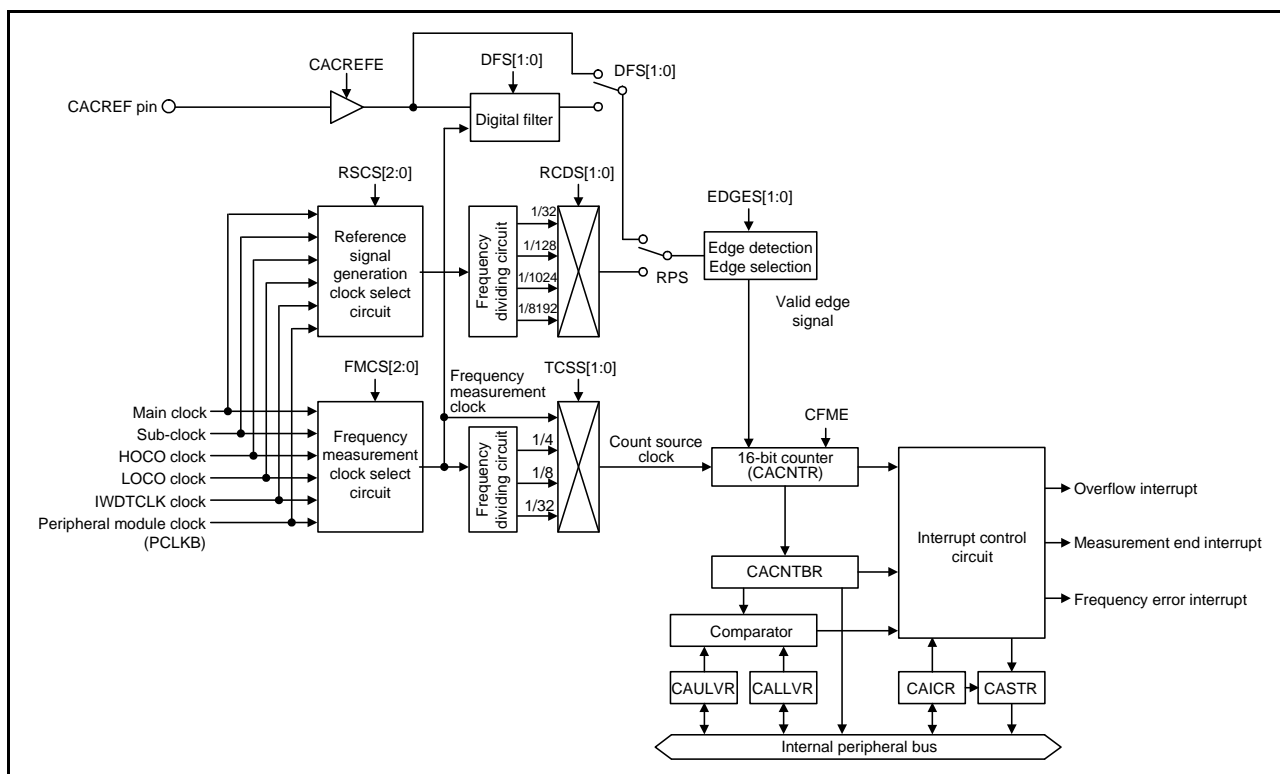 CACREFE
DFS[1:0]
DFS[1:0]
CACREF pin
Digital filter
RSCS[2:0]
RCDS[1:0]
EDGES[1:0]
Reference
signal
generation
clock select
circuit
Frequency
dividing circuit
1/32
1/128
1/1024
1/8192
RPS
Edge detection
Edge selection
Valid edge
signal
FMCS[2:0]
Frequency
measurement
clock
TCSS[1:0]
Main clock
Sub-clock
HOCO clock
LOCO clock
IWDTCLK clock
Peripheral module clock
(PCLKB)
Frequency
measurement
clock select
circuit
Frequency
dividing circuit
1/4
1/8
1/32
Count source
clock
CFME
16-bit counter
(CACNTR)
Interrupt control
circuit
Overflow interrupt
Measurement end interrupt
Frequency error interrupt
CACNTBR
Comparator
CAULVR
CALLVR
CAICR
CASTR
Internal peripheral bus